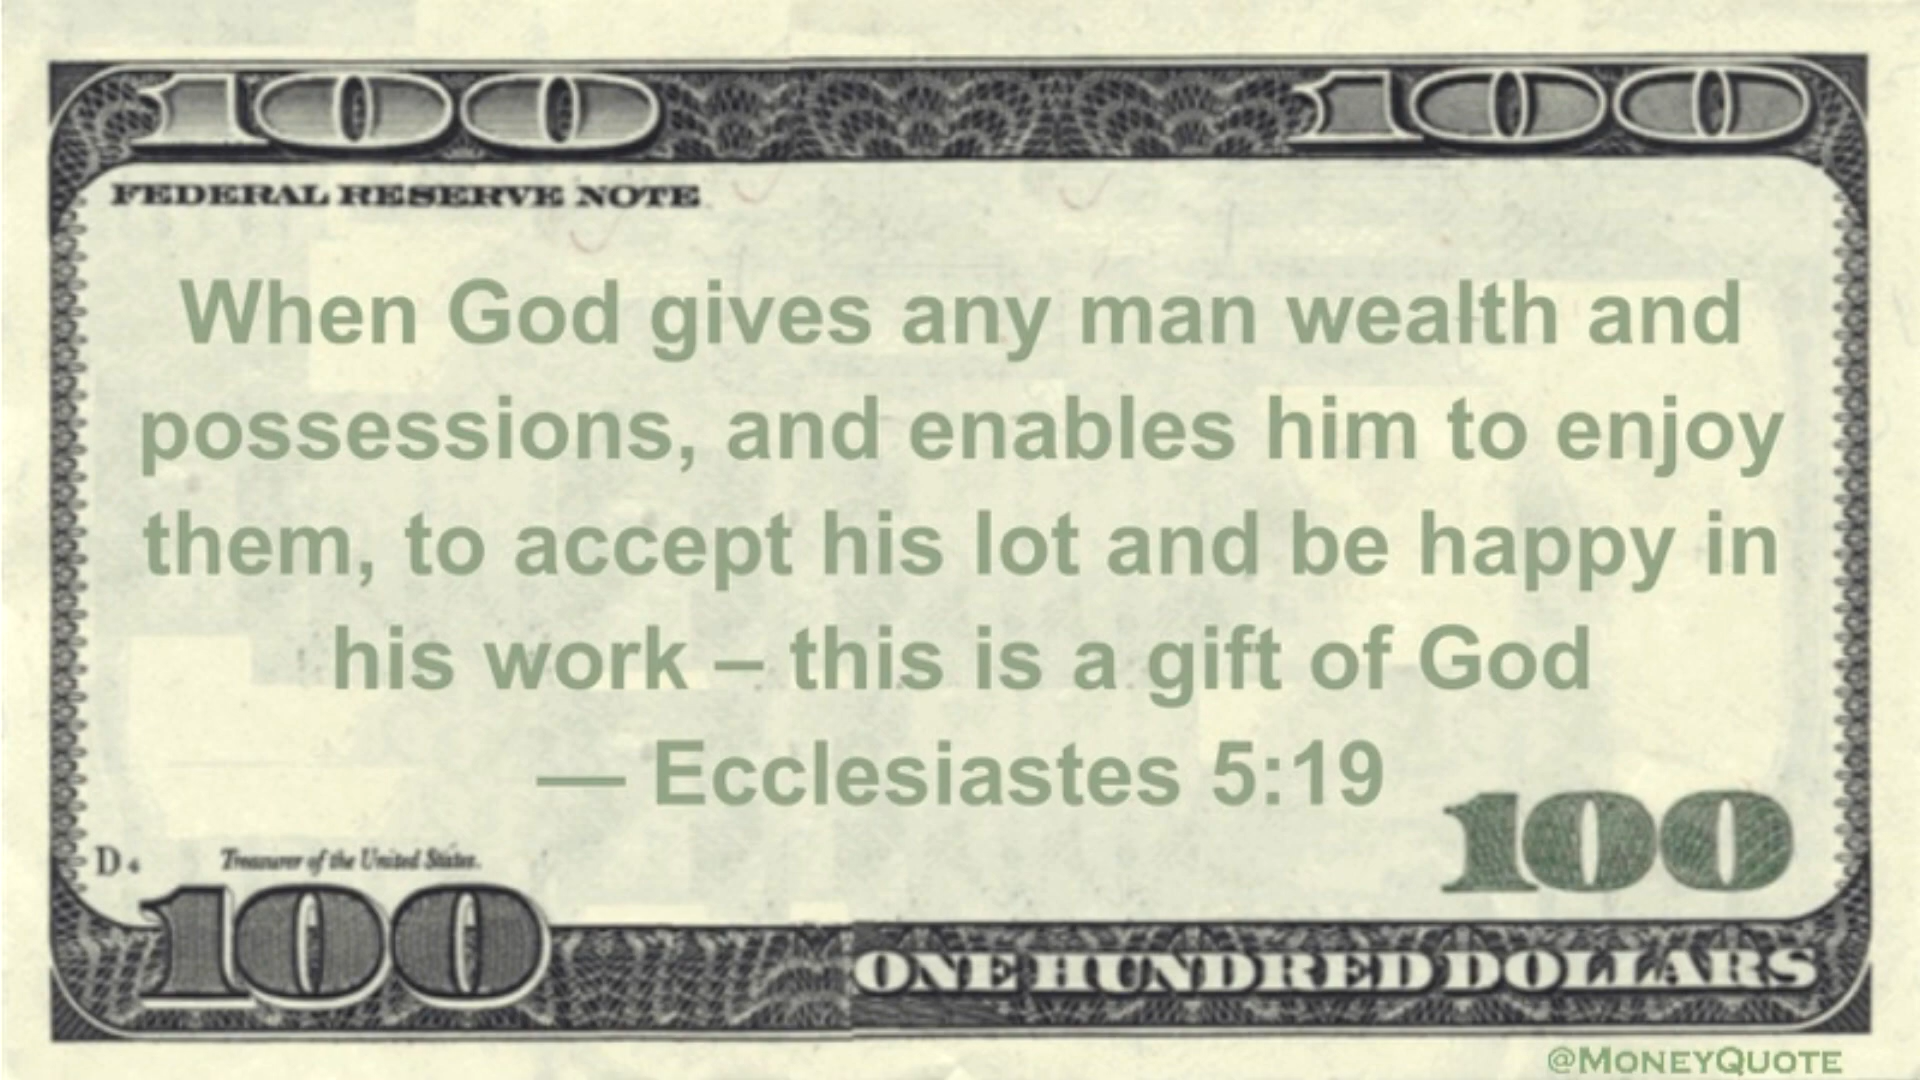 100 100
FEDERAL RESERVE NOTE
When God gives any man wealth and
possessions, and enables him to enjoy
them, to accept his lot and be happy in
his work – this is a gift of God
— Ecclesiastes 5:19
100
D4
Treasurer of the United States.
100
ONE HUNDRED DOLLARS
@MONEYQUOTE